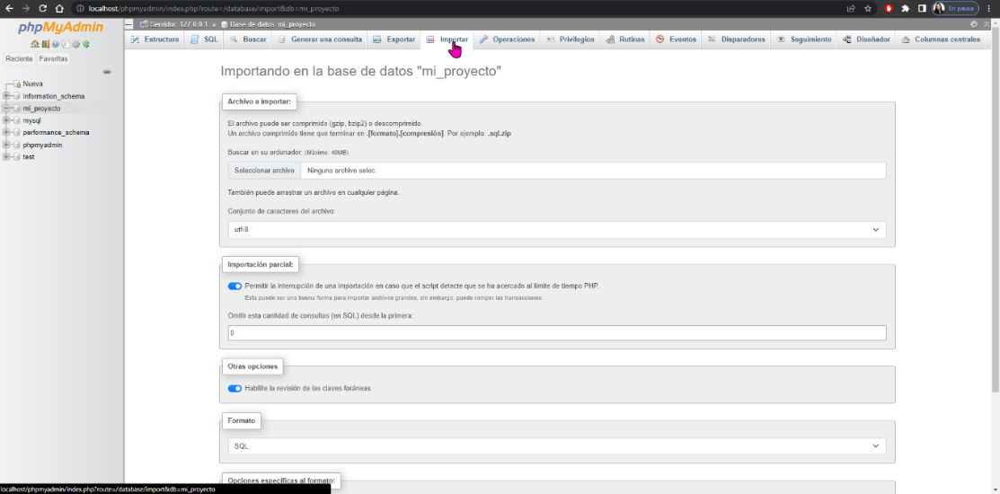 localhost/phpmyadmin/index.php?route=/database/import&db=mi_proyecto
En pausa
phpMyAdmin
Reciente Favoritas
Nueva
information_schema
mi_proyecto
mysql
performance_schema
phpmyadmin
test
Servidor: 127.0.0.1 » Base de datos: mi_proyecto
Estructura SQL Buscar Generar una consulta Exportar Importar Operaciones Privilegios Rutinas Eventos Disparadores Seguimiento Diseñador Columnas centrales
Importando en la base de datos "mi_proyecto"
Archivo a importar:
El archivo puede ser comprimido (gzip, bzip2) o descomprimido.
Un archivo comprimido tiene que terminar en .[formato].[compresión]. Por ejemplo: .sql.zip
Buscar en su ordenador: (Máximo: 40MB)
Seleccionar archivo Ninguno archivo selec.
También puede arrastrar un archivo en cualquier página.
Conjunto de caracteres del archivo:
utf-8
Importación parcial:
Permitir la interrupción de una importación en caso que el script detecte que se ha acercado al límite de tiempo PHP.
Esta puede ser una buena forma para importar archivos grandes, sin embargo, puede romper las transacciones.
Omitir esta cantidad de consultas (en SQL) desde la primera:
0
Otras opciones
Habilite la revisión de las claves foráneas
Formato
SQL
Opciones específicas al formato:
localhost/phpmyadmin/index.php?route=/database/import&db=mi_proyecto